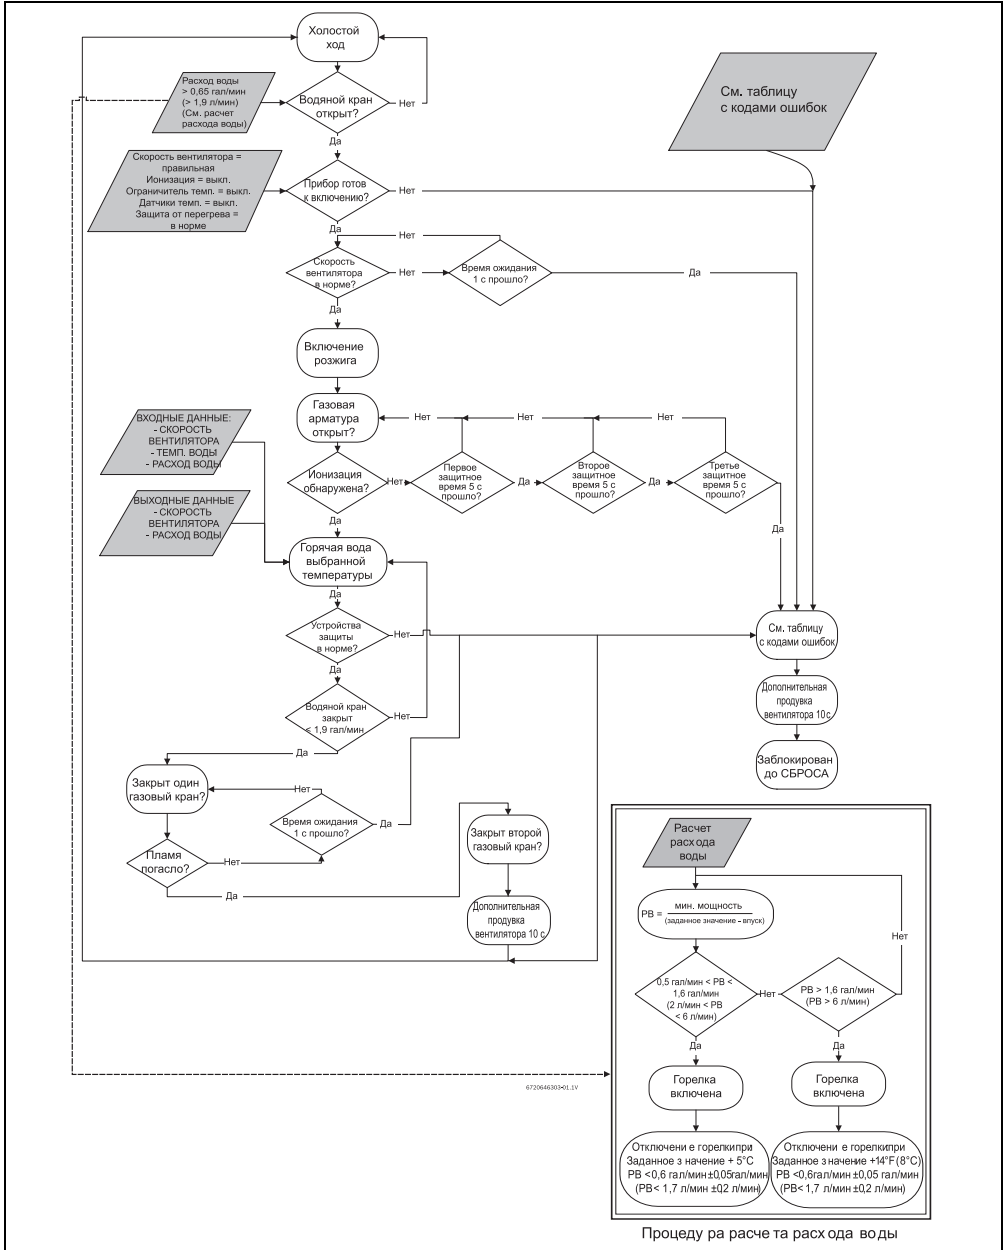 Холостой
ход
Расход воды
> 0,65 гал/мин
(> 1,9 л/мин)
(См. расчет
расхода воды)
Водяной кран
открыт?
Нет
См. таблицу
с кодами ошибок
Да
Скорость вентилятора =
правильная
Ионизация = выкл.
Ограничитель темп. = выкл.
Датчики темп. = выкл.
Защита от перегрева =
в норме
Прибор готов
к включению?
Нет
Да
Нет
Скорость
вентилятора
в норме?
Нет
Время ожидания
1 с прошло?
Да
Да
Включение
розжига
Газовая
арматура
открыт?
Нет
Нет
Нет
ВХОДНЫЕ ДАННЫЕ:
- СКОРОСТЬ
ВЕНТИЛЯТОРА
- ТЕМП. ВОДЫ
- РАСХОД ВОДЫ
Ионизация
обнаружена?
Нет
Первое
защитное
время 5 с
прошло?
Да
Второе
защитное
время 5 с
прошло?
Да
Третье
защитное
время 5 с
прошло?
Да
ВЫХОДНЫЕ ДАННЫЕ
- СКОРОСТЬ
ВЕНТИЛЯТОРА
- РАСХОД ВОДЫ
Да
Горячая вода
выбранной
температуры
Да
Устройства
защиты
в норме?
Нет
См. таблицу
с кодами ошибок
Да
Водяной кран
закрыт
< 1,9 гал/мин
Нет
Дополнительная
продувка
вентилятора 10 с
Да
Заблокирован
до СБРОСА
Закрыт один
газовый кран?
Нет
Время ожидания
1 с прошло?
Да
Закрыт второй
газовый кран?
Пламя
погасло?
Нет
Да
Дополнительная
продувка
вентилятора 10 с
Расчет
расхода
воды
РВ =
мин. мощность
(заданное значение - впуск)
Нет
0,5 гал/мин < РВ <
1,6 гал/мин
(2 л/мин < РВ
< 6 л/мин)
Нет
РВ > 1,6 гал/мин
(РВ > 6 л/мин)
Да
Да
Горелка
включена
Горелка
включена
6720646303-01.1V
Отключени е горелкипри
Заданное з начение + 5°C
РВ <0,6 гал/мин±0,05гал/мин
(РВ< 1,7 л/мин ±0,2 л/мин)
Отключени е горелкипри
Заданное значение +14°F(8°C)
РВ <0,6гал/мин ±0,05 гал/мин
(РВ< 1,7 л/мин ±0,2 л/мин)
Процеду ра расче та расх ода во ды